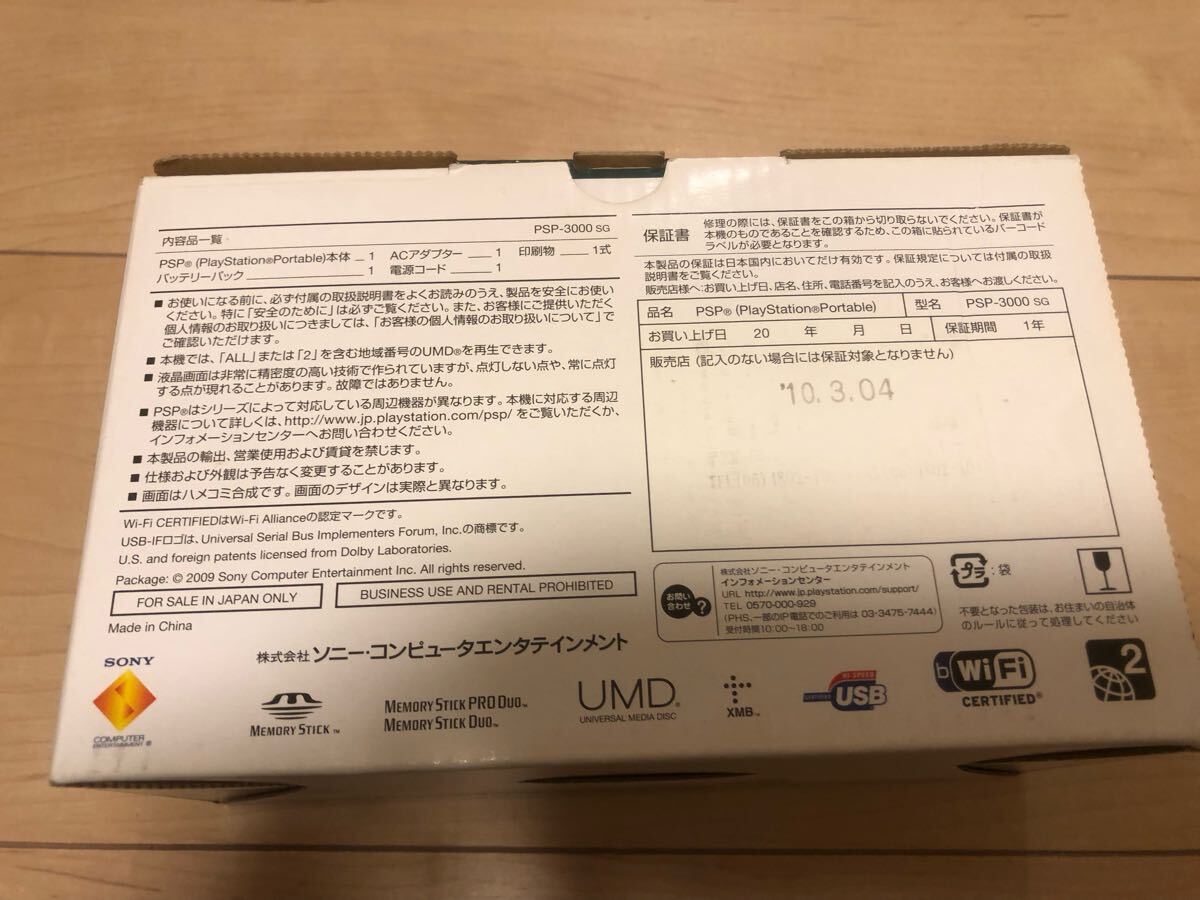 内容品一覧 PSP-3000 SG
PSP® (PlayStation®Portable)本体 1 ACアダプター 1 印刷物 1式
バッテリーパック 1 電源コード 1
■ お使いになる前に、必ず付属の取扱説明書をよくお読みのうえ、製品を安全にお使い
ください。特に「安全のために」は必ずご覧ください。また、お客様にご提供いただく
個人情報のお取り扱いにつきましては、「お客様の個人情報のお取り扱いについて」で
ご確認いただけます。
■ 本機では、「ALL」または「2」を含む地域番号のUMD®を再生できます。
■ 液晶画面は非常に精密度の高い技術で作られていますが、点灯しない点や、常に点灯
する点が現れることがあります。故障ではありません。
■ PSP®はシリーズによって対応している周辺機器が異なります。本機に対応する周辺
機器について詳しくは、http://www.jp.playstation.com/psp/ をご覧いただくか、
インフォメーションセンターへお問い合わせください。
■ 本製品の輸出、営業使用および賃貸を禁じます。
■ 仕様および外観は予告なく変更することがあります。
■ 画面はハメコミ合成です。画面のデザインは実際と異なります。
Wi-Fi CERTIFIEDはWi-Fi Allianceの認定マークです。
USB-IFロゴは、Universal Serial Bus Implementers Forum, Inc.の商標です。
U.S. and foreign patents licensed from Dolby Laboratories.
Package: © 2009 Sony Computer Entertainment Inc. All rights reserved.
FOR SALE IN JAPAN ONLY
BUSINESS USE AND RENTAL PROHIBITED
Made in China
保証書
修理の際には、保証書をこの箱から切り取らないでください。保証書が
本機のものであることを確認するため、この箱に貼られているバーコード
ラベルが必要となります。
本製品の保証は日本国内においてだけ有効です。保証規定については付属の取扱
説明書をご覧ください。
販売店様へ:お買い上げ日、店名、住所、電話番号を記入のうえ、お客様へお渡しください。
品名 PSP® (PlayStation®Portable) 型名 PSP-3000 SG
お買い上げ日 20 年 月 日 保証期間 1年
販売店 (記入のない場合には保証対象となりません)
'10.3.04
お問い
合わせ
?
株式会社ソニー・コンピュータエンタテインメント
インフォメーションセンター
URL http://www.jp.playstation.com/support/
TEL 0570-000-929
(PHS、一部のIP電話でのご利用は 03-3475-7444)
受付時間10:00~18:00
プラ :袋
不要となった包装は、お住まいの自治体
のルールに従って処理してください
株式会社 ソニー・コンピュータエンタテインメント
SONY
COMPUTER
ENTERTAINMENT®
MEMORY STICK™
MEMORY STICK PRO DUO™
MEMORY STICK DUO™
UMD®
UNIVERSAL MEDIA DISC
XMB™
HI-SPEED
CERTIFIED USB
b Wi Fi
CERTIFIED®
2